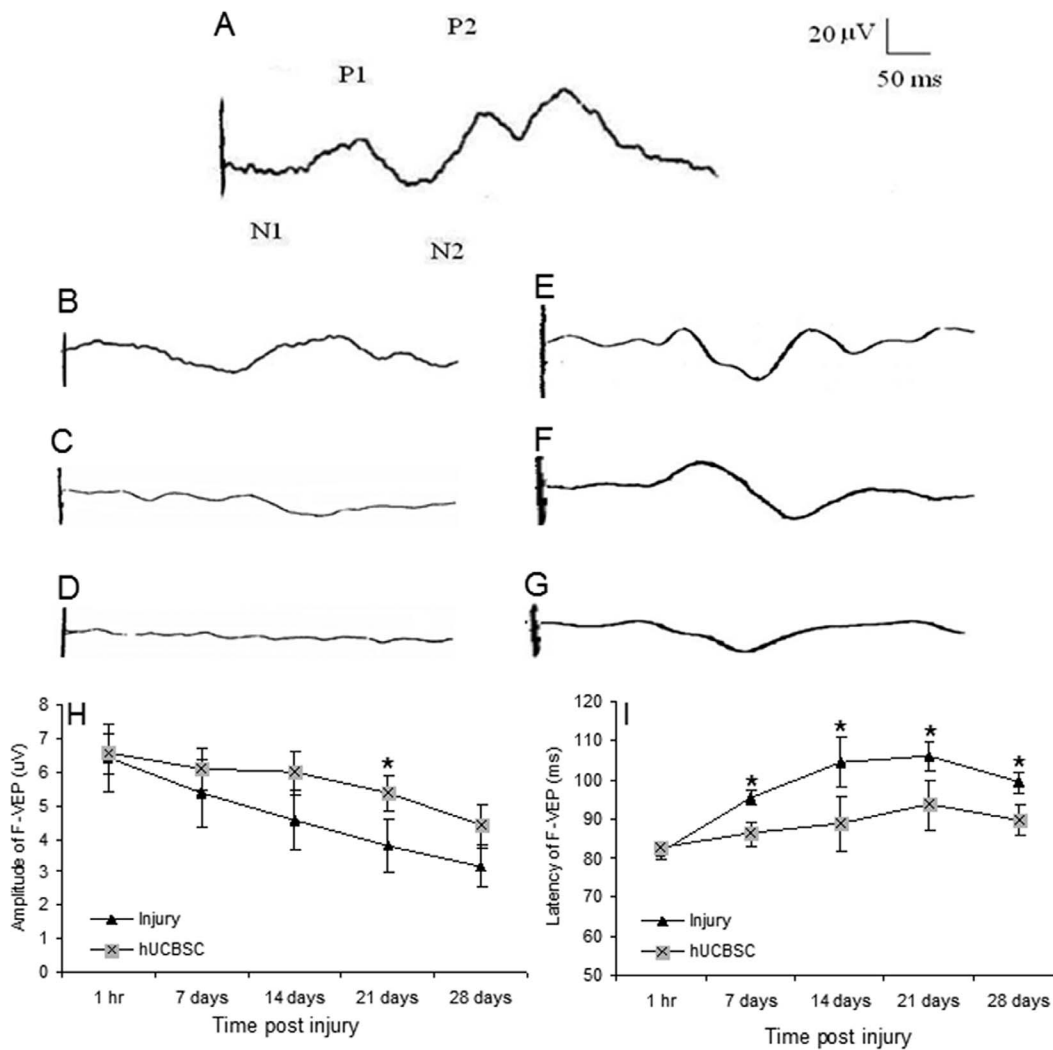 A
P2
20 μV
50 ms
P1
N1
N2
B
E
C
F
D
G
H
Amplitude of F-VEP (uV)
8
7
6
5
4
3
2
1
0
*
Injury
hUCBSC
1 hr 7 days 14 days 21 days 28 days
Time post injury
I
Latency of F-VEP (ms)
120
110
100
90
80
70
60
50
* * * *
Injury
hUCBSC
1 hr 7 days 14 days 21 days 28 days
Time post injury